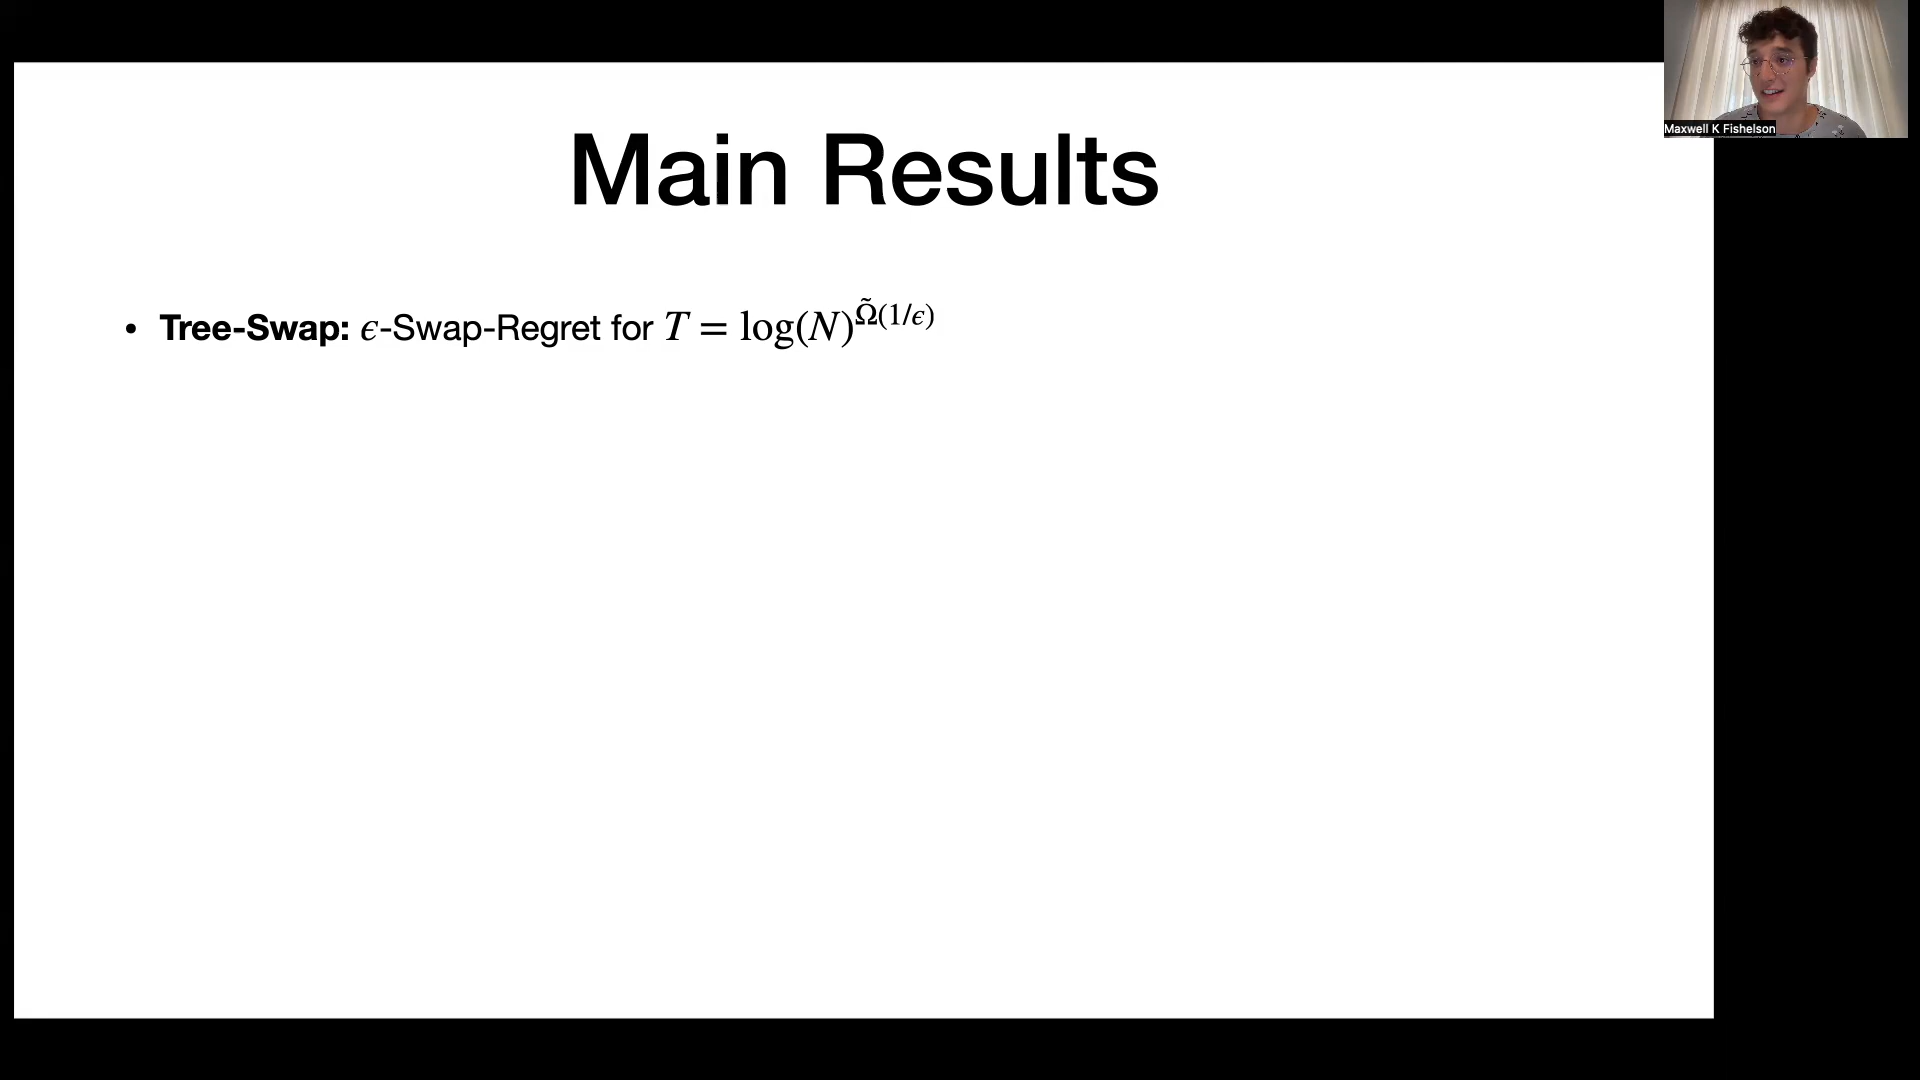 Maxwell K Fishelson
Main Results
• Tree-Swap: ϵ-Swap-Regret for T = log(N)^{Ω̃(1/ϵ)}